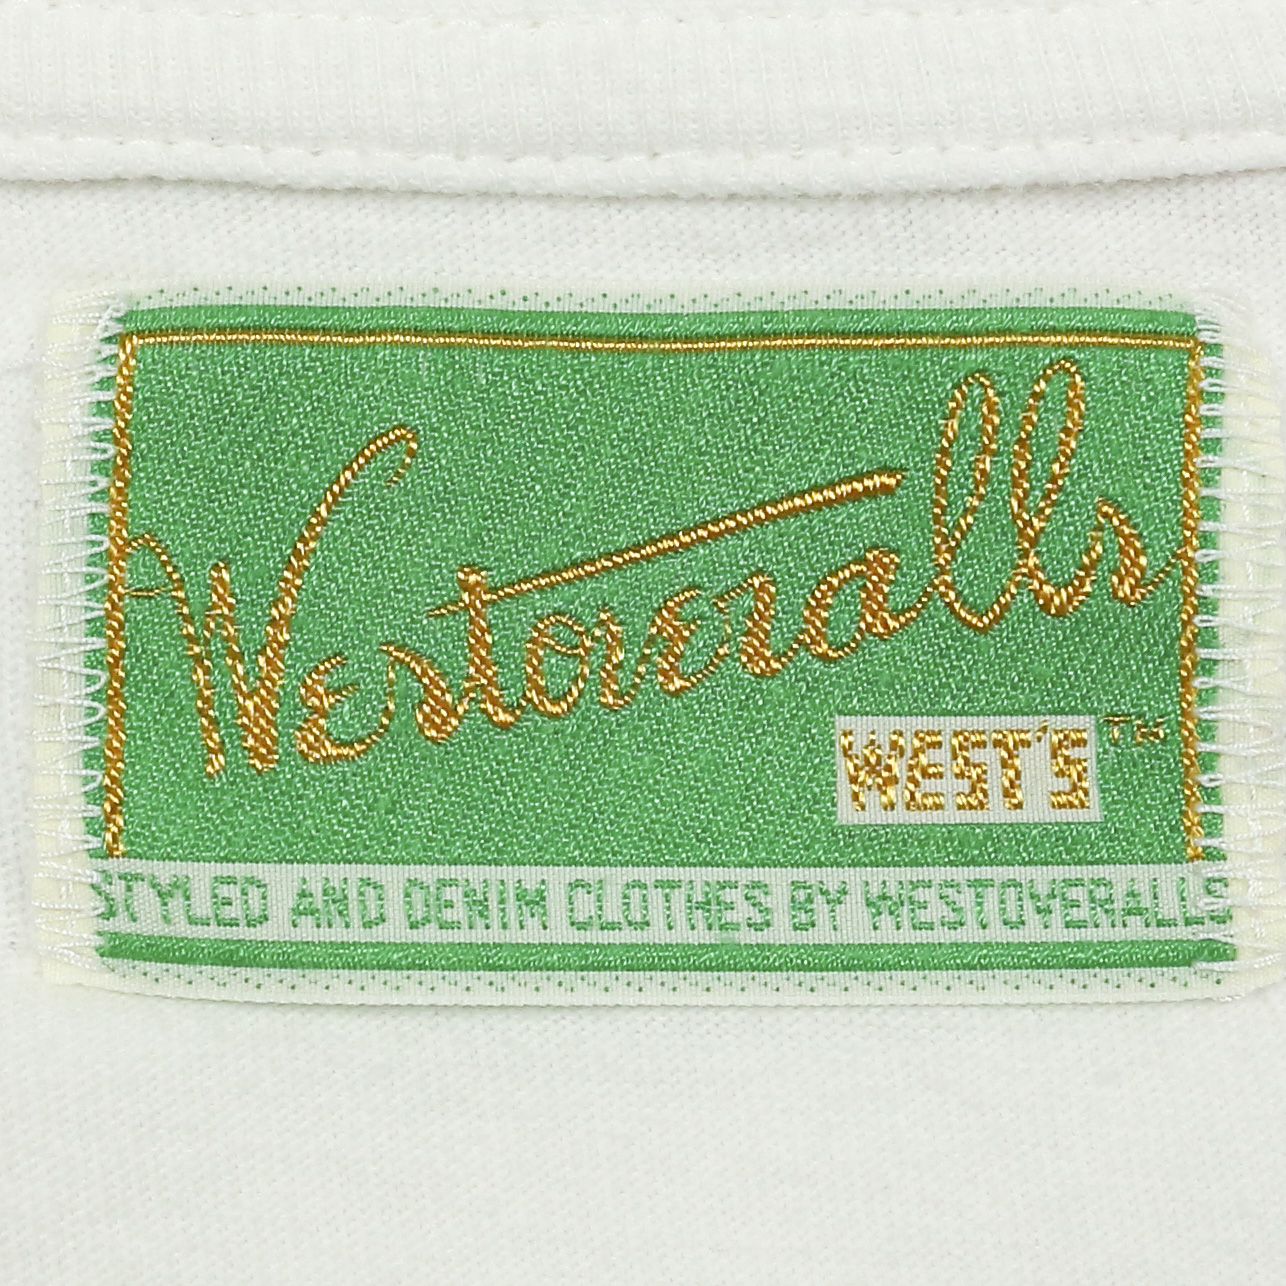 Westoveralls
WEST'S™
STYLED AND DENIM CLOTHES BY WESTOVERALLS